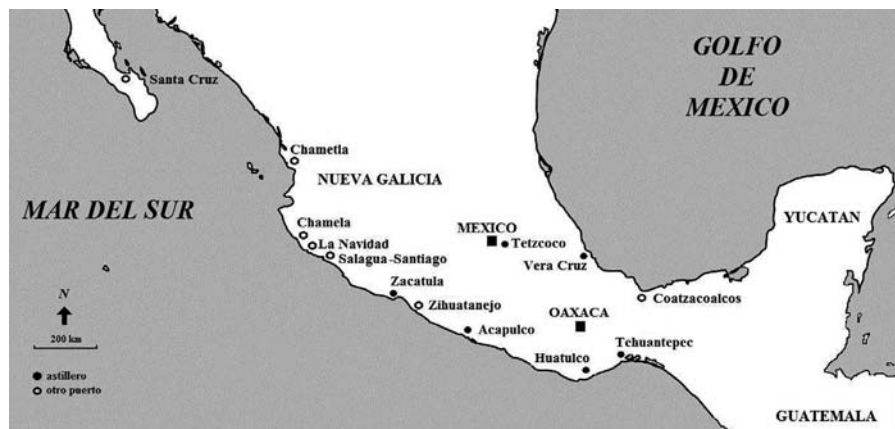 GOLFO
DE
MEXICO
Santa Cruz
Chametla
NUEVA GALICIA
MAR DEL SUR
YUCATAN
Chamela
MEXICO
La Navidad
Tetzcoco
Salagua-Santiago
Vera Cruz
Zacatula
Zihuatanejo
Coatzacoalcos
N
OAXACA
Acapulco
200 km
Tehuantepec
Huatulco
astillero
otro puerto
GUATEMALA